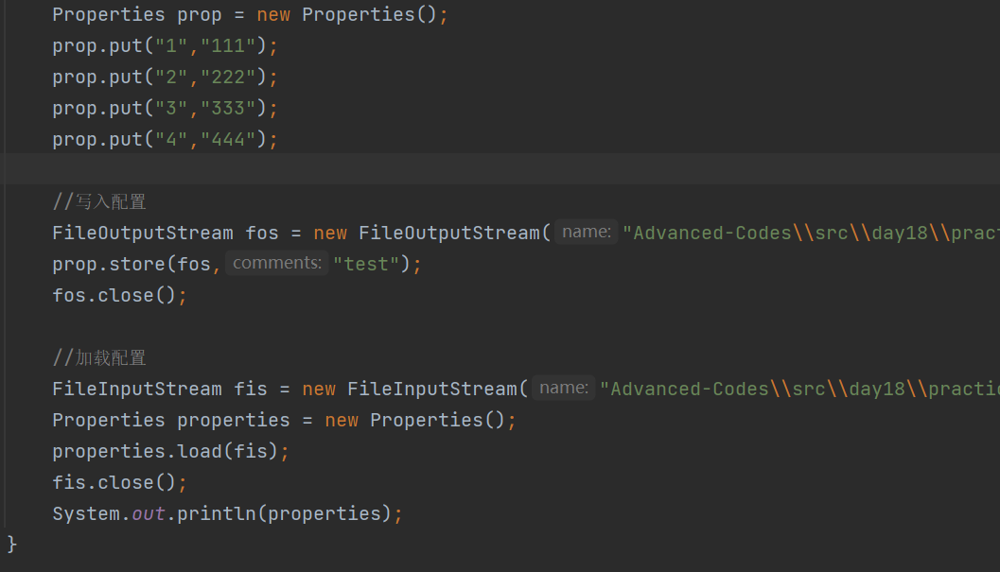 Properties prop = new Properties();
prop.put("1","111");
prop.put("2","222");
prop.put("3","333");
prop.put("4","444");
//写入配置
FileOutputStream fos = new FileOutputStream( name: "Advanced-Codes\\src\\day18\\pract
prop.store(fos, comments: "test");
fos.close();
//加载配置
FileInputStream fis = new FileInputStream( name: "Advanced-Codes\\src\\day18\\practic
Properties properties = new Properties();
properties.load(fis);
fis.close();
System.out.println(properties);
}